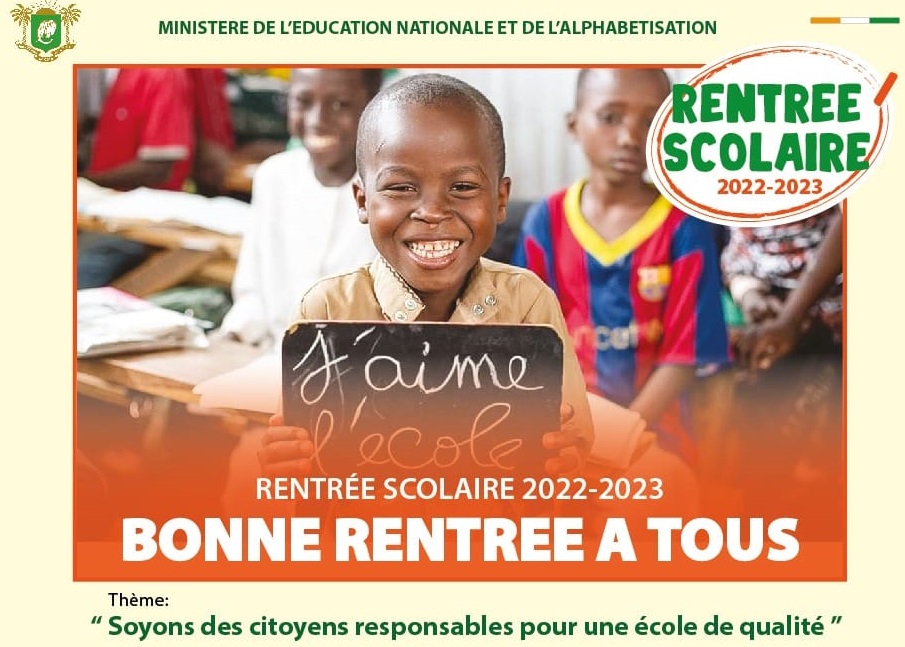 MINISTERE DE L'EDUCATION NATIONALE ET DE L'ALPHABETISATION
RENTREE
SCOLAIRE
2022-2023
J'aime
l'école
RENTRÉE SCOLAIRE 2022-2023
BONNE RENTREE A TOUS
Thème:
“ Soyons des citoyens responsables pour une école de qualité ”